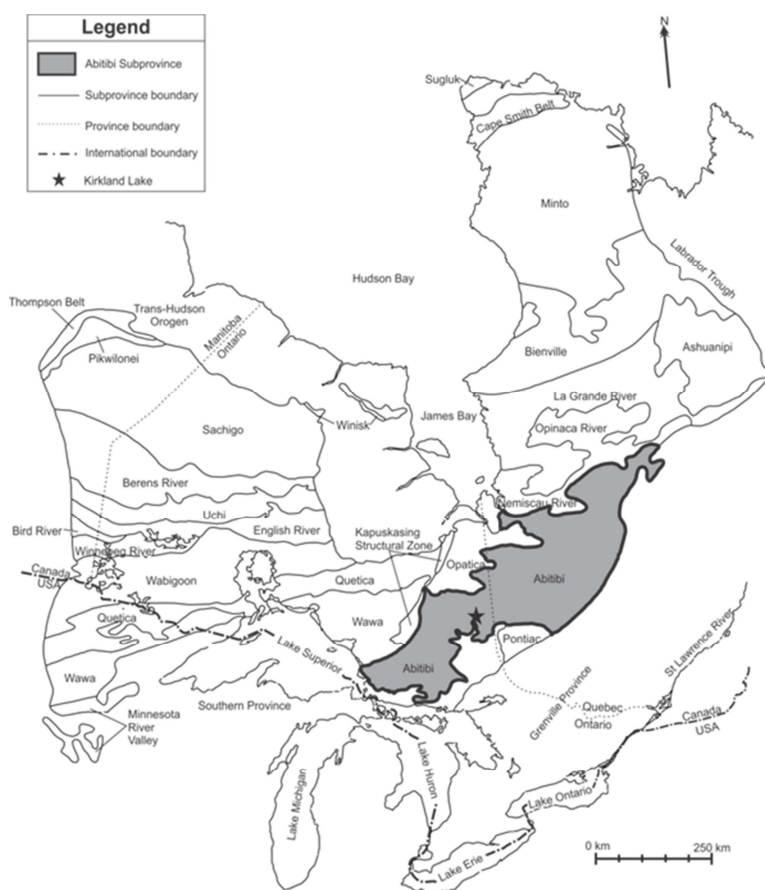 Legend
Abitibi Subprovince
Subprovince boundary
Province boundary
International boundary
Kirkland Lake
N
Sugluk
Cape Smith Belt
Minto
Labrador Trough
Hudson Bay
Thompson Belt
Trans-Hudson
Orogen
Manitoba
Ontario
Pikwilonei
Bienville
Ashuanipi
La Grande River
Opinaca River
James Bay
Winisk
Sachigo
Berens River
Nemiscau River
Uchi
English River
Bird River
Winnepeg River
Kapuskasing
Structural Zone
Opatica
Abitibi
Canada
USA
Wabigoon
Quetica
Wawa
Quetica
Pontiac
Abitibi
Lake Superior
Wawa
Southern Province
Minnesota
River
Valley
Grenville Province
St Lawrence River
Quebec
Ontario
Canada
USA
Lake Huron
Lake Michigan
Lake Ontario
Lake Erie
0 km
250 km